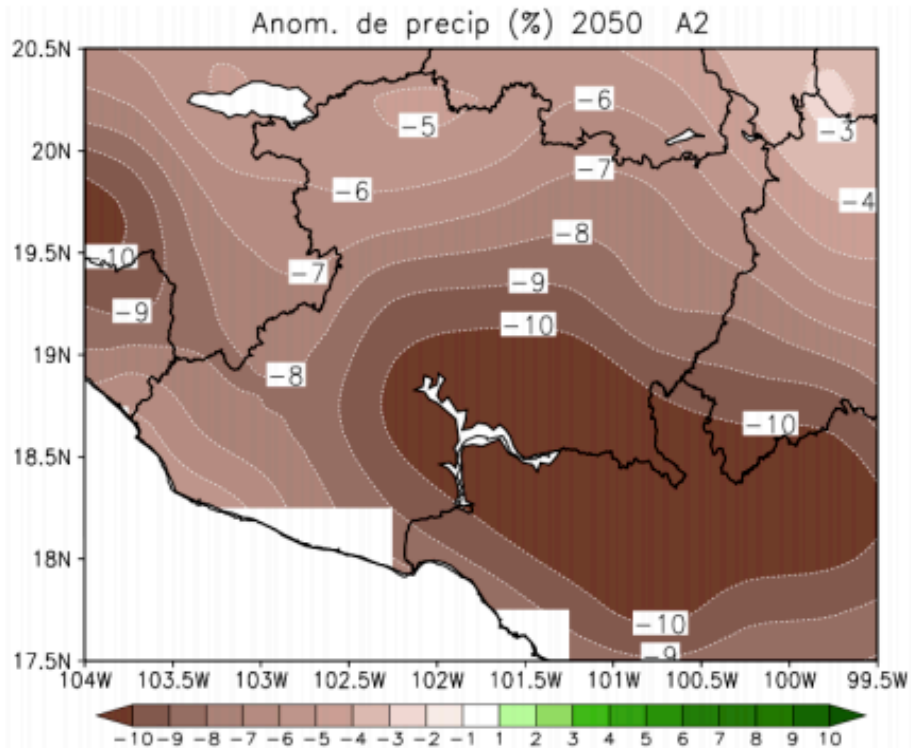 Anom. de precip (%) 2050 A2
20.5N
-6
-5
-3
20N
-7
-6
-4
-8
19.5N
-10
-7
-9
-9
-10
19N
-8
-10
18.5N
18N
-10
-9
17.5N
104W 103.5W 103W 102.5W 102W 101.5W 101W 100.5W 100W 99.5W
-10 -9 -8 -7 -6 -5 -4 -3 -2 -1 1 2 3 4 5 6 7 8 9 10